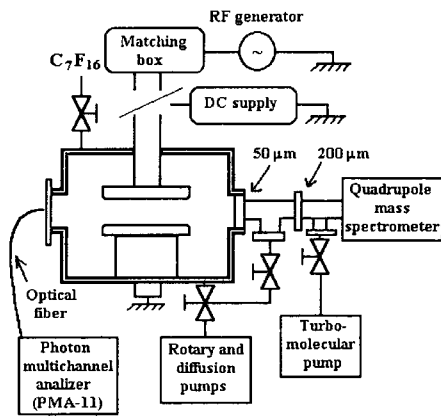 RF generator
Matching
box
~
C7F16
DC supply
50 μm
200 μm
Quadrupole
mass
spectrometer
Optical
fiber
Photon
multichannel
analizer
(PMA-11)
Rotary and
diffusion
pumps
Turbo-
molecular
pump